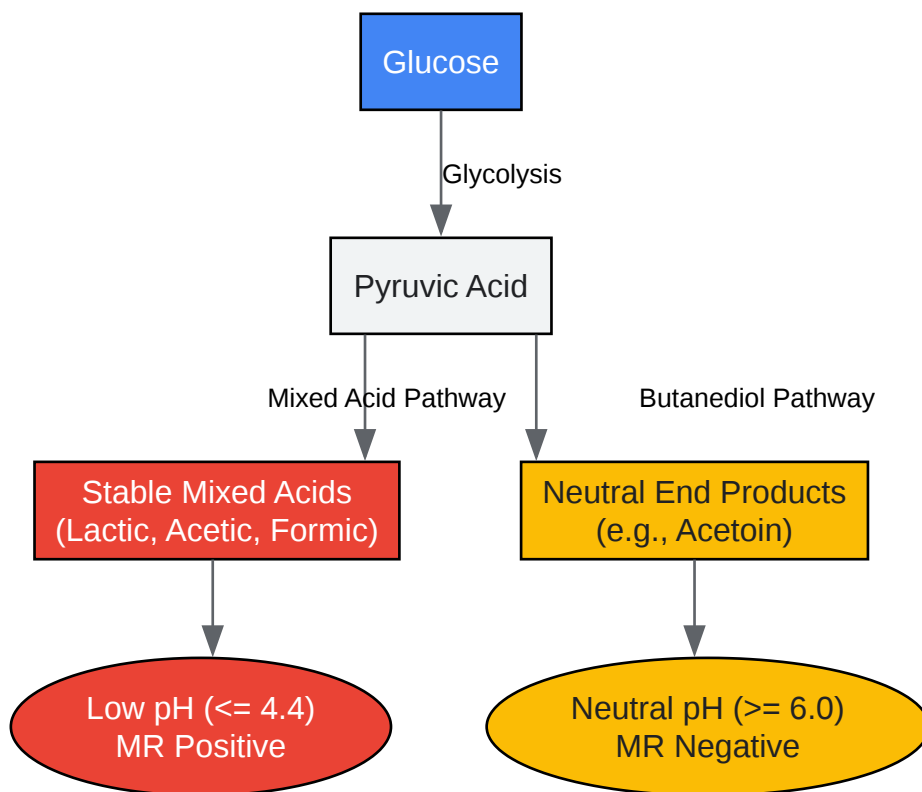 Glucose
Glycolysis
Pyruvic Acid
Mixed Acid Pathway
Butanediol Pathway
Stable Mixed Acids
(Lactic, Acetic, Formic)
Neutral End Products
(e.g., Acetoin)
Low pH (<= 4.4)
MR Positive
Neutral pH (>= 6.0)
MR Negative